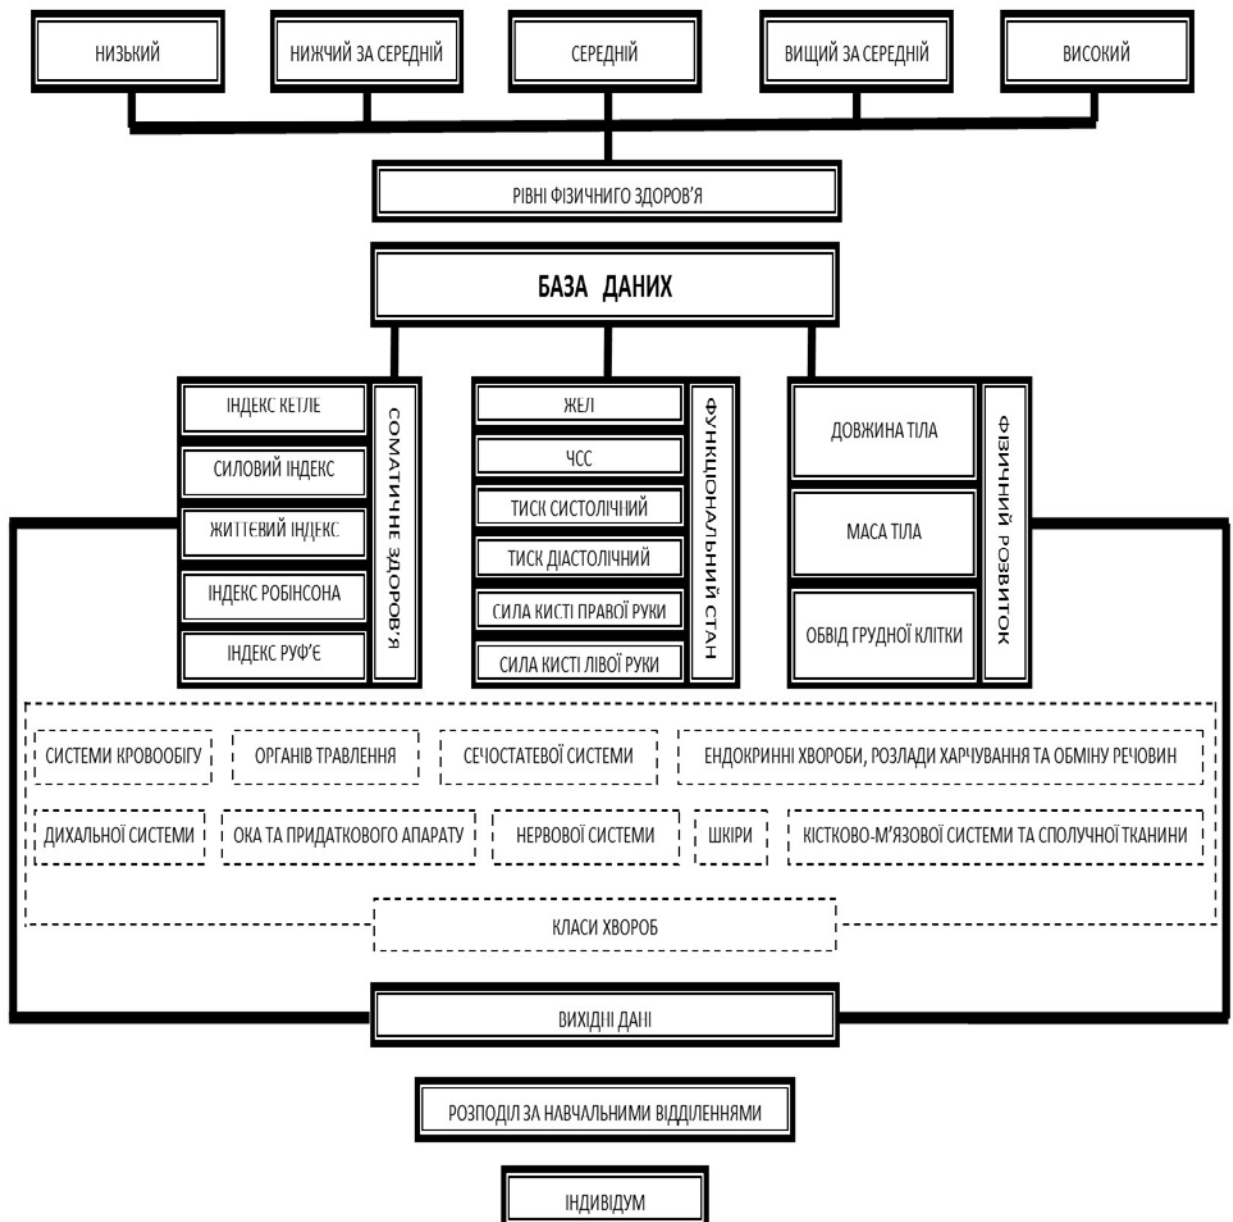 НИЗЬКИЙ
НИЖЧИЙ ЗА СЕРЕДНІЙ
СЕРЕДНІЙ
ВИЩИЙ ЗА СЕРЕДНІЙ
ВИСОКИЙ
РІВНІ ФІЗИЧНИГО ЗДОРОВ'Я
БАЗА ДАНИХ
ІНДЕКС КЕТЛЕ
СИЛОВИЙ ІНДЕКС
ЖИТТЄВИЙ ІНДЕКС
ІНДЕКС РОБІНСОНА
ІНДЕКС РУФ'Є
СОМАТИЧНЕ ЗДОРОВ'Я
ЖЕЛ
ЧСС
ТИСК СИСТОЛІЧНИЙ
ТИСК ДІАСТОЛІЧНИЙ
СИЛА КИСТІ ПРАВОЇ РУКИ
СИЛА КИСТІ ЛІВОЇ РУКИ
ФУНКЦІОНАЛЬНИЙ СТАН
ДОВЖИНА ТІЛА
МАСА ТІЛА
ОБВІД ГРУДНОЇ КЛІТКИ
ФІЗИЧНИЙ РОЗВИТОК
СИСТЕМИ КРОВООБІГУ
ОРГАНІВ ТРАВЛЕННЯ
СЕЧОСТАТЕВОЇ СИСТЕМИ
ЕНДОКРИННІ ХВОРОБИ, РОЗЛАДИ ХАРЧУВАННЯ ТА ОБМІНУ РЕЧОВИН
ДИХАЛЬНОЇ СИСТЕМИ
ОКА ТА ПРИДАТКОВОГО АПАРАТУ
НЕРВОВОЇ СИСТЕМИ
ШКІРИ
КІСТКОВО-М'ЯЗОВОЇ СИСТЕМИ ТА СПОЛУЧНОЇ ТКАНИНИ
КЛАСИ ХВОРОБ
ВИХІДНІ ДАНІ
РОЗПОДІЛ ЗА НАВЧАЛЬНИМИ ВІДДІЛЕННЯМИ
ІНДИВІДУМ